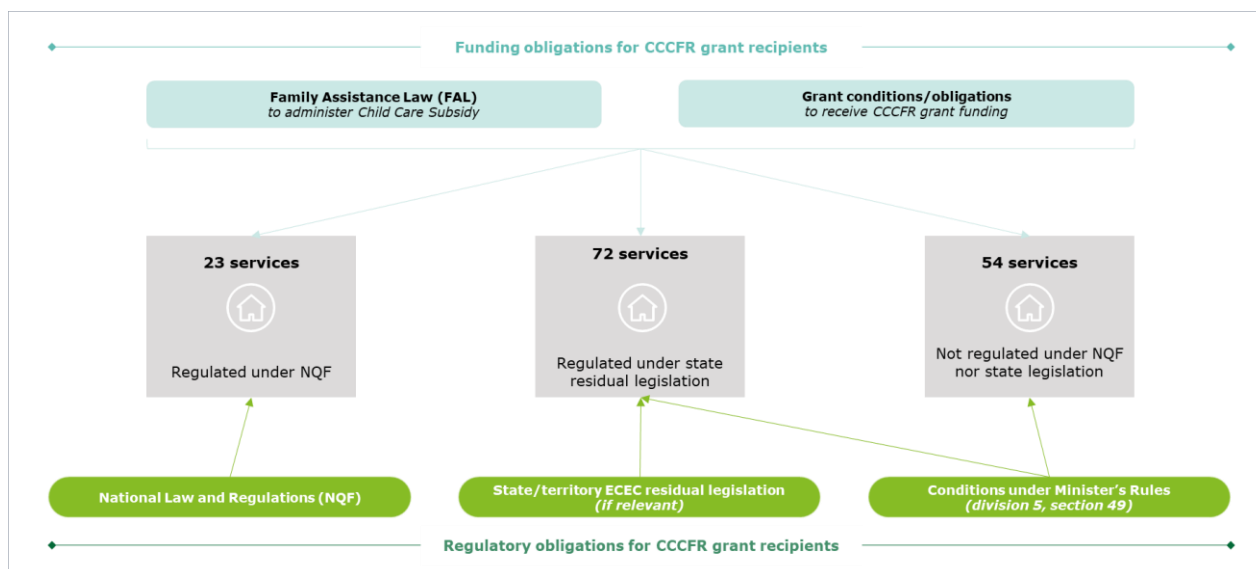 Funding obligations for CCCFR grant recipients
Family Assistance Law (FAL)
to administer Child Care Subsidy
Grant conditions/obligations
to receive CCCFR grant funding
23 services
Regulated under NQF
72 services
Regulated under state
residual legislation
54 services
Not regulated under NQF
nor state legislation
National Law and Regulations (NQF)
State/territory ECEC residual legislation
(if relevant)
Conditions under Minister’s Rules
(division 5, section 49)
Regulatory obligations for CCCFR grant recipients